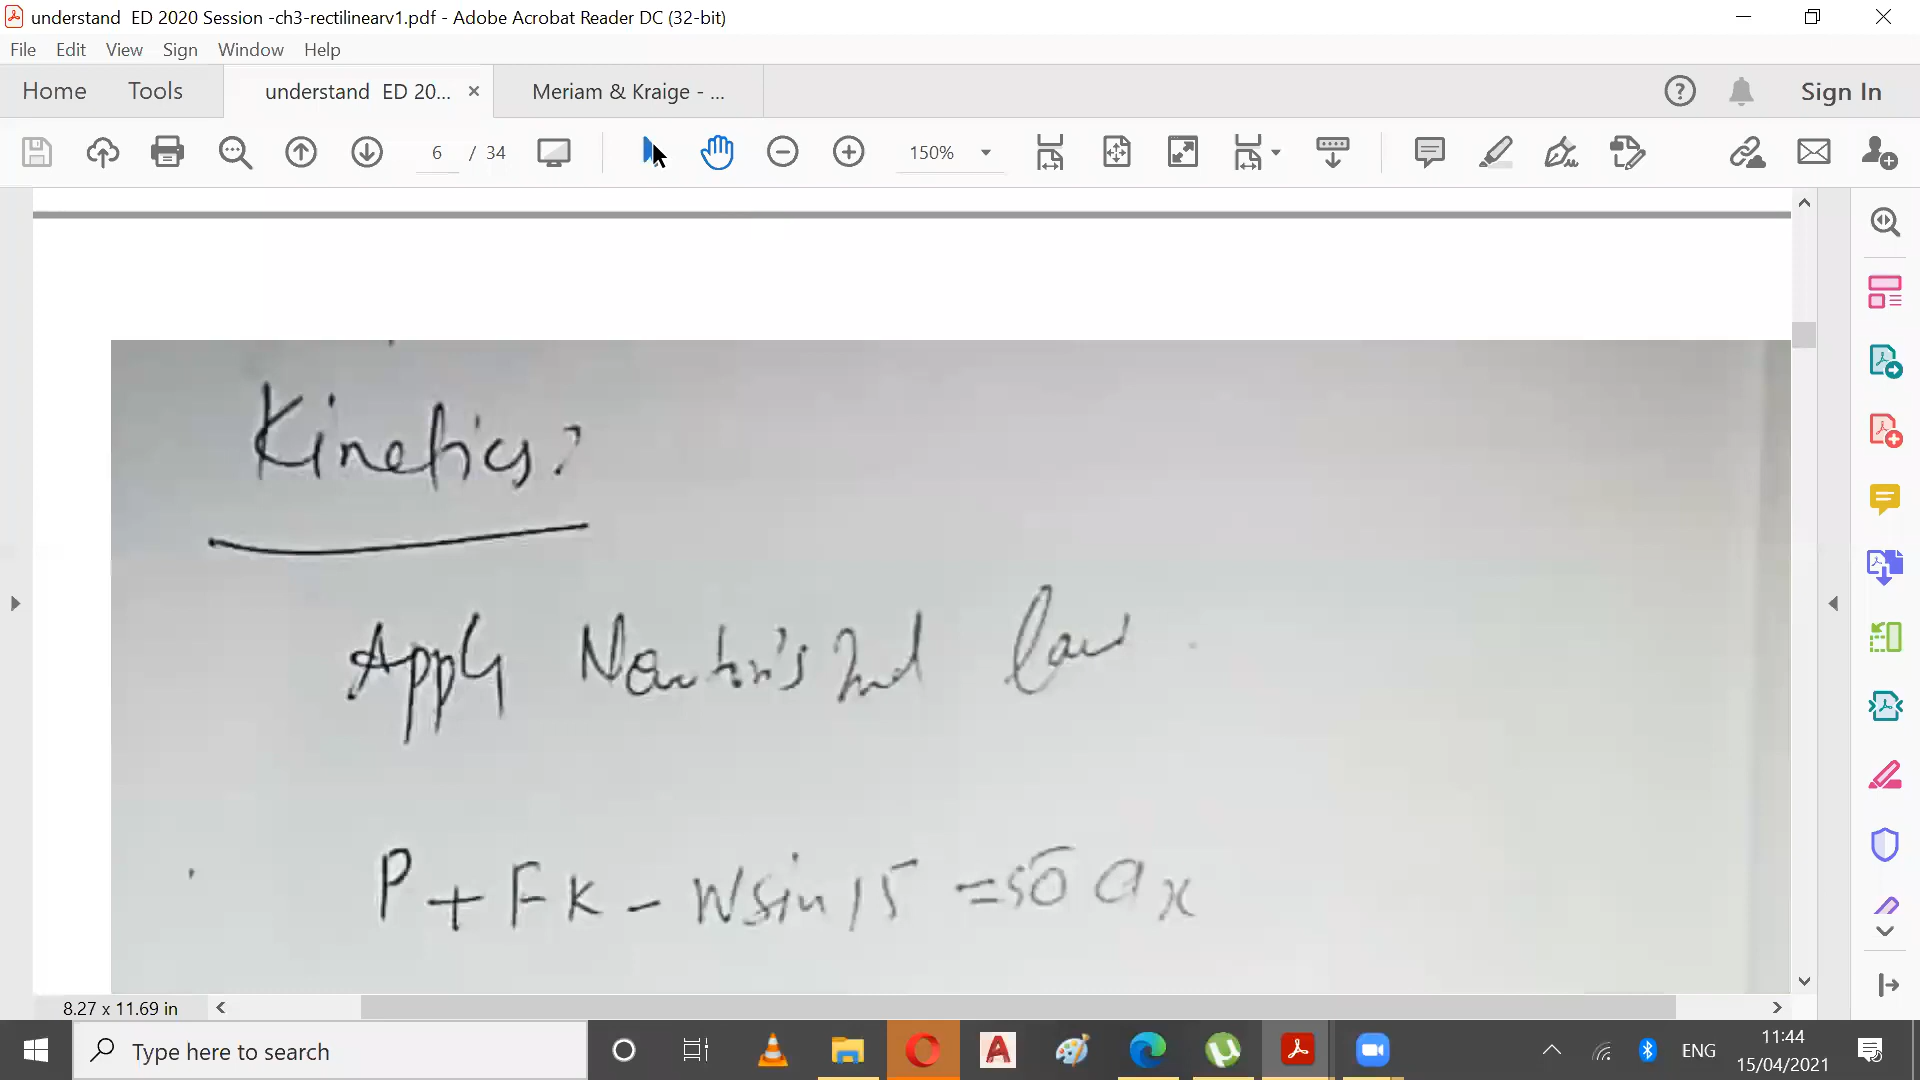 understand ED 2020 Session -ch3-rectilinearv1.pdf - Adobe Acrobat Reader DC (32-bit)
File Edit View Sign Window Help
Home Tools understand ED 20... × Meriam & Kraige - ... Sign In
6 / 34 150%
Kinetics:
Apply Newton's 2nd law.
P + FK - W sin 15 = 50 a x
8.27 x 11.69 in
Type here to search
ENG
11:44
15/04/2021